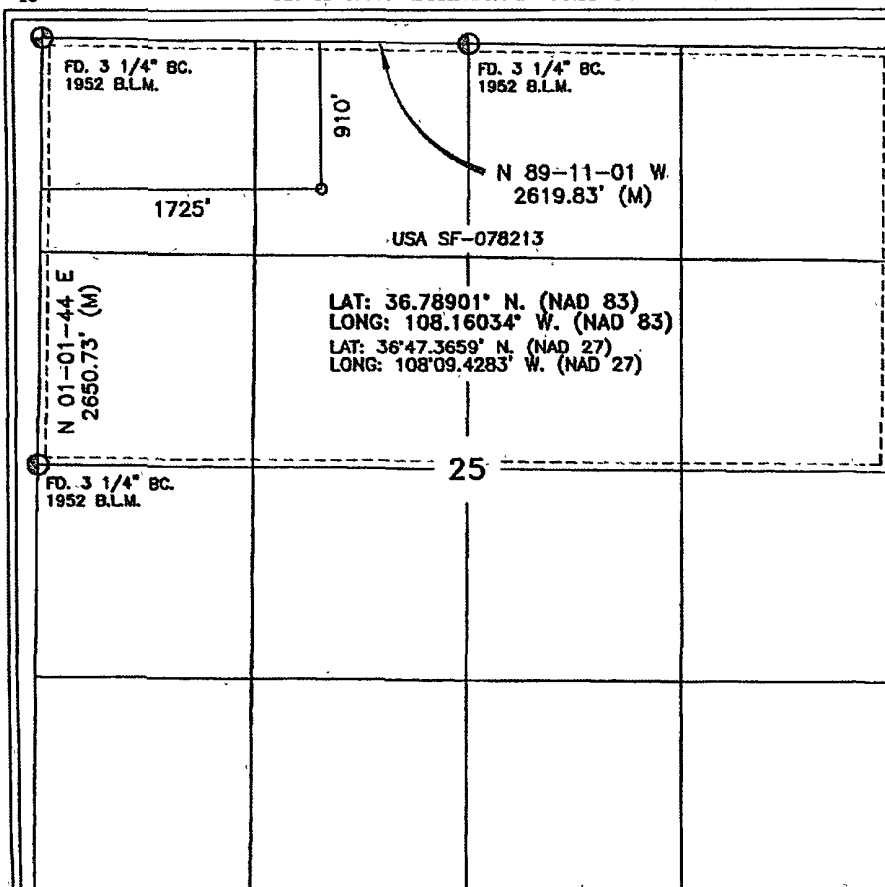 FD. 3 1/4" BC.
1952 B.L.M.
FD. 3 1/4" BC.
1952 B.L.M.
910'
N 89-11-01 W
2619.83' (M)
1725'
USA SF-078213
N 01-01-44 E
2650.73' (M)
LAT: 36.78901° N. (NAD 83)
LONG: 108.16034° W. (NAD 83)
LAT: 36°47.3659' N. (NAD 27)
LONG: 108°09.4283' W. (NAD 27)
25
FD. 3 1/4" BC.
1952 B.L.M.